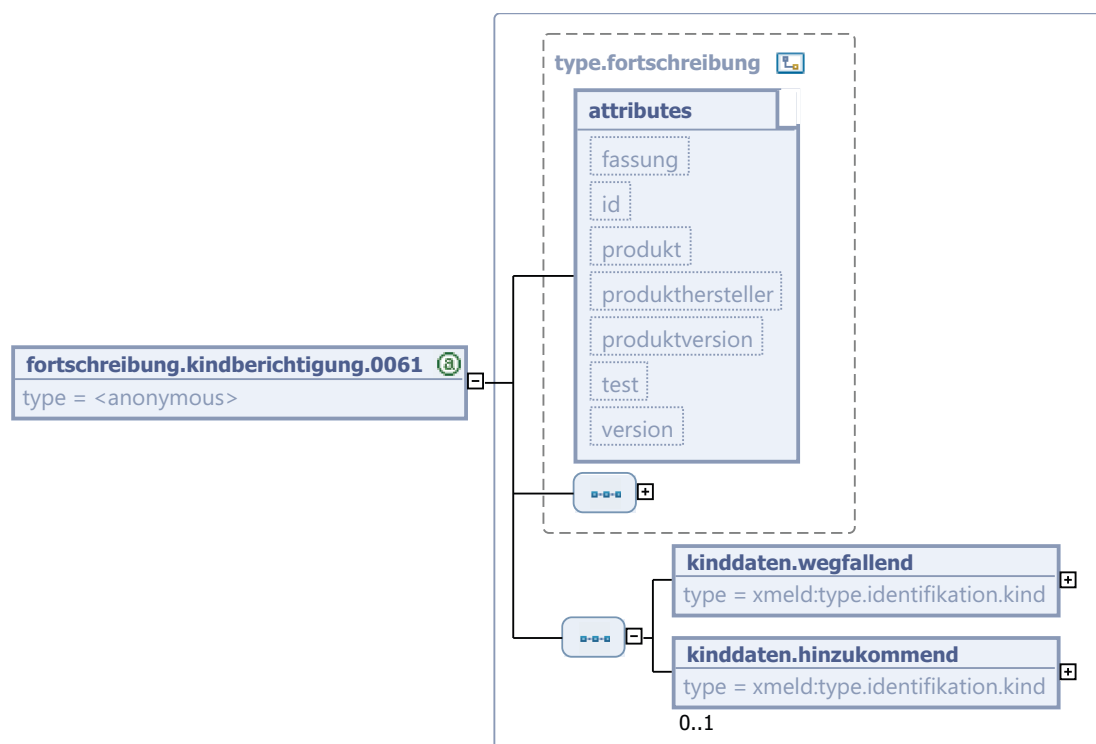 type.fortschreibung
attributes
fassung
id
produkt
produkthersteller
produktversion
test
version
fortschreibung.kindberichtigung.0061
type = <anonymous>
kinddaten.wegfallend
type = xmeld:type.identifikation.kind
kinddaten.hinzukommend
type = xmeld:type.identifikation.kind
0..1